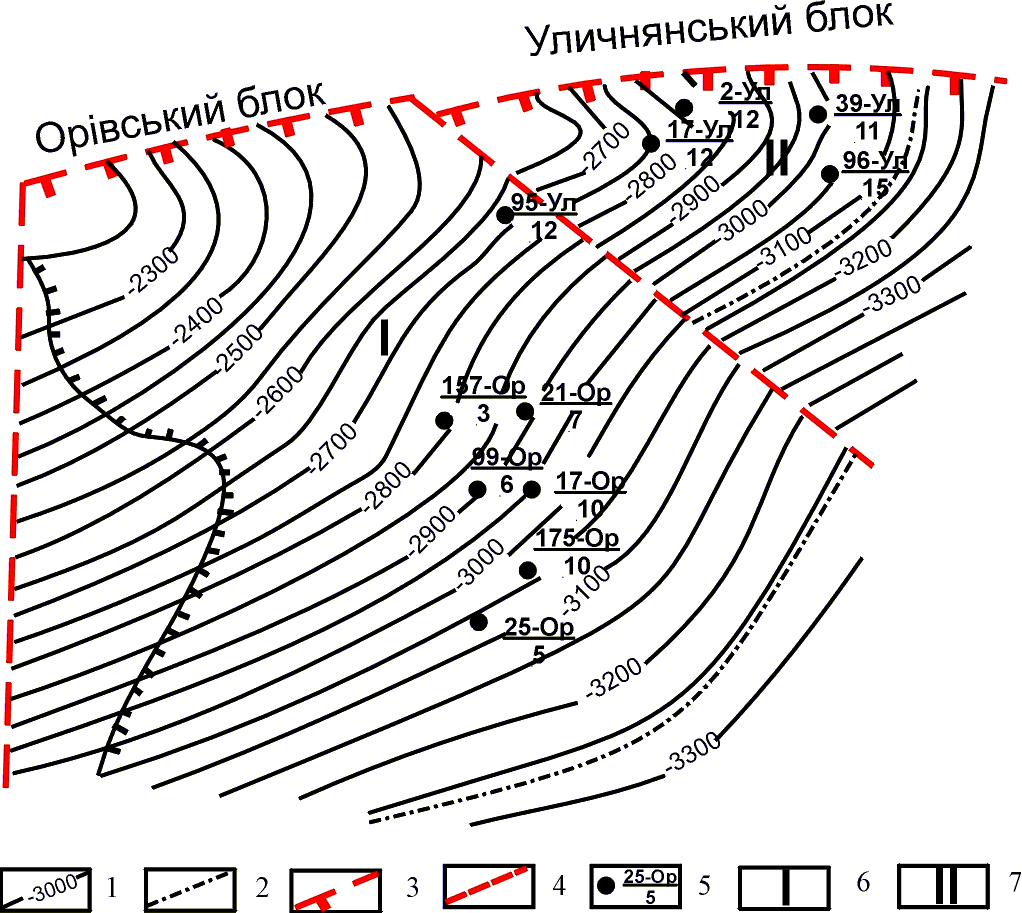 Уличнянський блок
Орівський блок
2-Ул
12
39-Ул
11
17-Ул
12
II
96-Ул
15
95-Ул
12
-2700
-2800
-2900
-3000
-3100
-3200
-3300
-2300
-2400
-2500
-2600
-2700
-2800
-2900
-3000
-3100
-3200
-3300
I
157-Ор
3
21-Ор
7
99-Ор
6
17-Ор
10
175-Ор
10
25-Ор
5
-3000 1
2
3
4
25-Ор
5
5
I 6
II 7